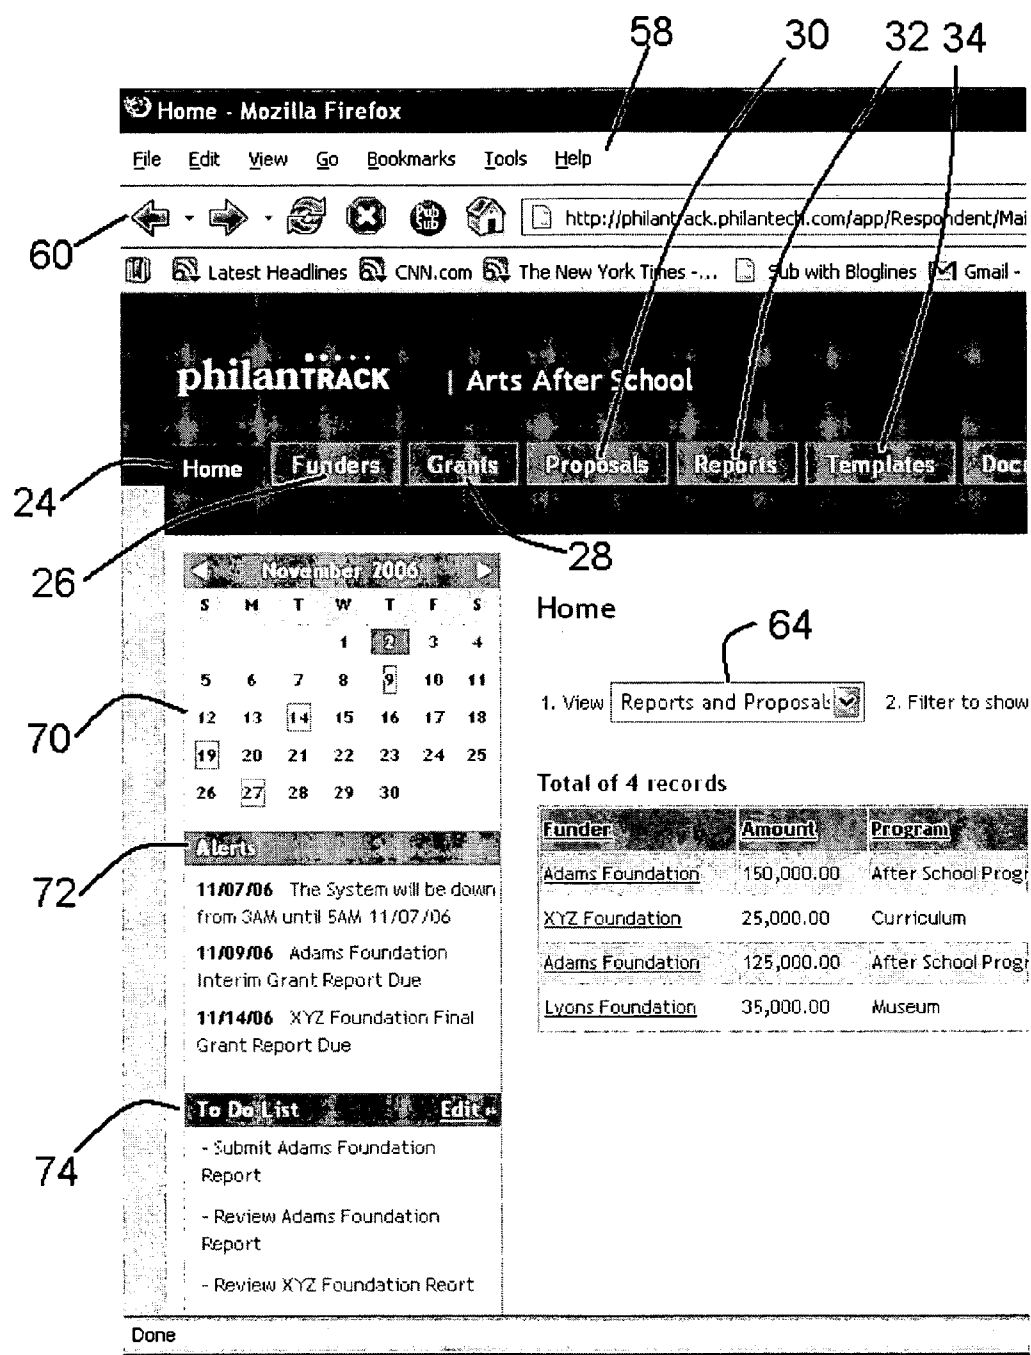 58 30 32 34
Home - Mozilla Firefox
File Edit View Go Bookmarks Tools Help
Pub Sub http://philantrack.philantech.com/app/Respondent/Mai
60
Latest Headlines CNN.com The New York Times -... Sub with Bloglines Gmail -
philanTRACK | Arts After School
Home Funders Grants Proposals Reports Templates Docu
24
26
28
November 2006
S M T W T F S
1 2 3 4
5 6 7 8 9 10 11
12 13 14 15 16 17 18
19 20 21 22 23 24 25
26 27 28 29 30
70
Home
64
1. View Reports and Proposals 2. Filter to show
Total of 4 records
Funder Amount Program
Adams Foundation 150,000.00 After School Progr
XYZ Foundation 25,000.00 Curriculum
Adams Foundation 125,000.00 After School Progr
Lyons Foundation 35,000.00 Museum
72
Alerts
11/07/06 The System will be down
from 3AM until 5AM 11/07/06
11/09/06 Adams Foundation
Interim Grant Report Due
11/14/06 XYZ Foundation Final
Grant Report Due
74
To Do List Edit »
- Submit Adams Foundation
Report
- Review Adams Foundation
Report
- Review XYZ Foundation Reort
Done